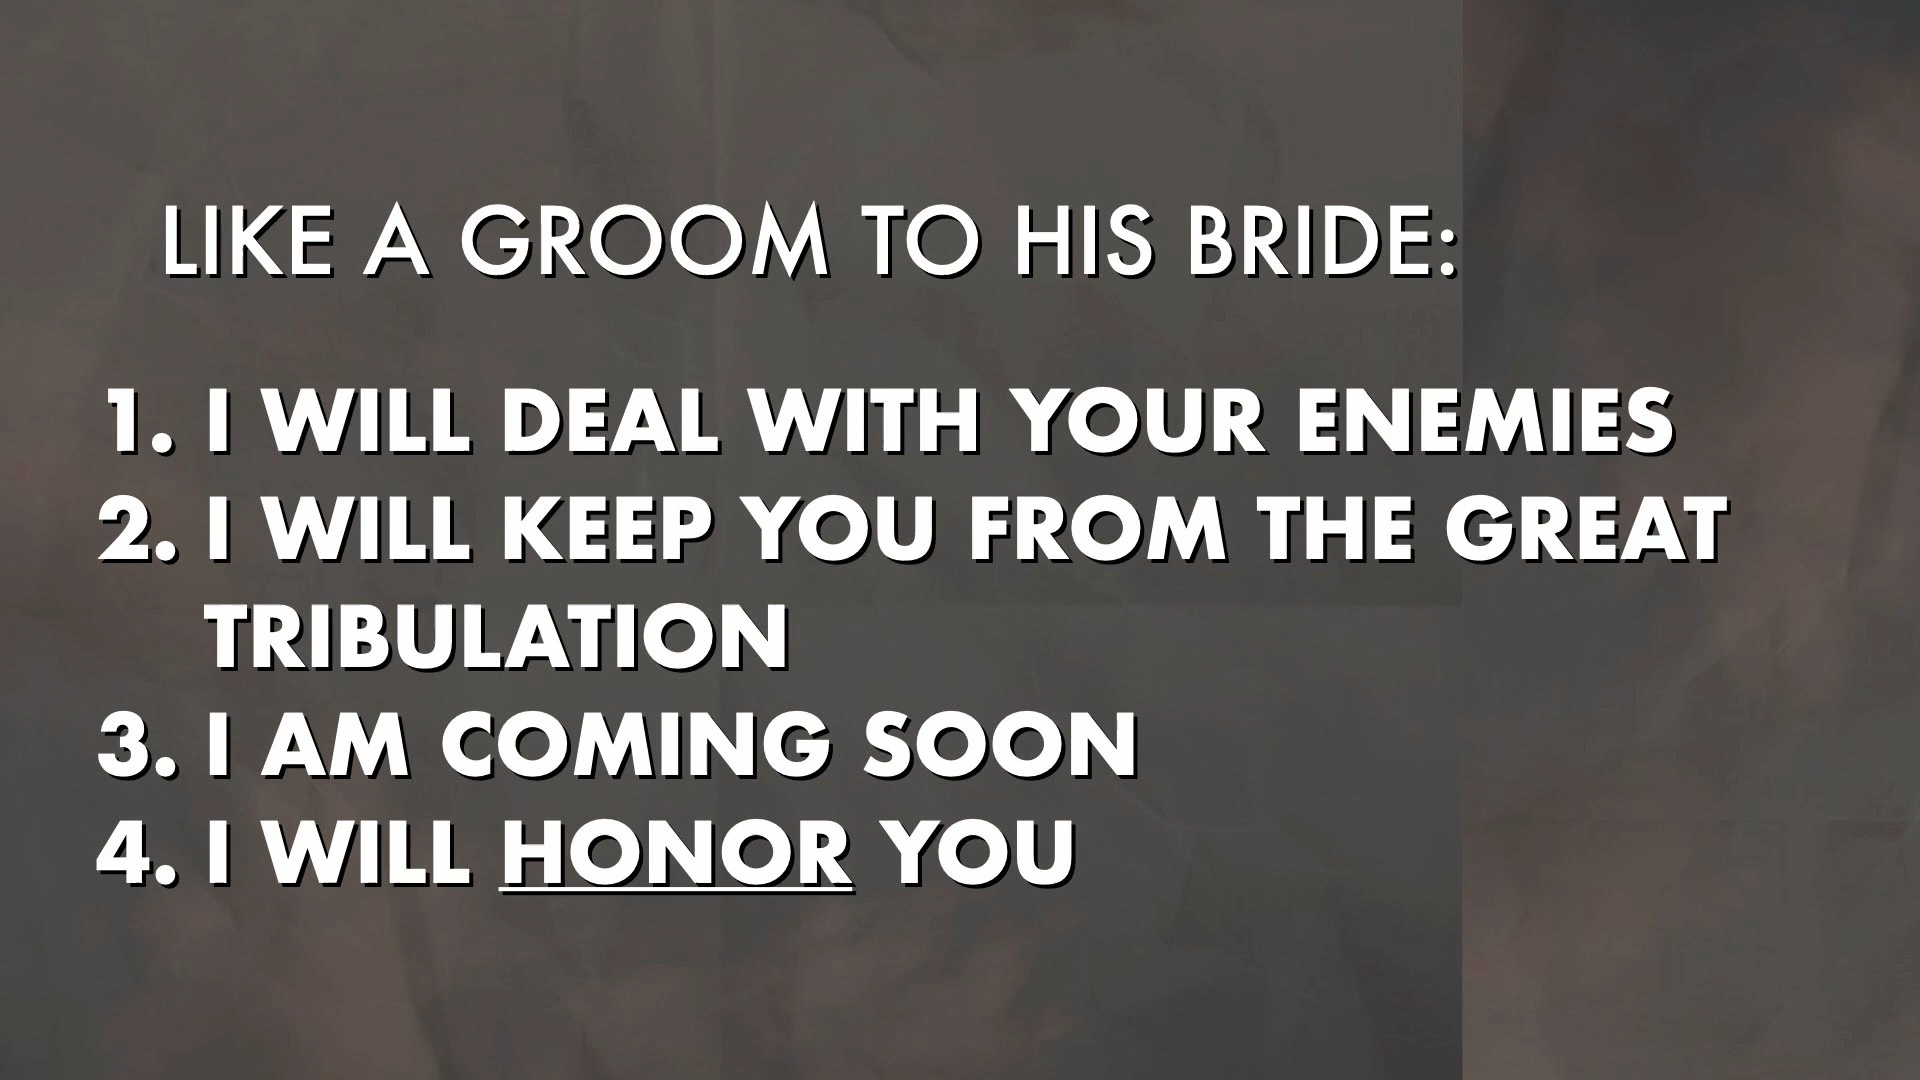 LIKE A GROOM TO HIS BRIDE:
1. I WILL DEAL WITH YOUR ENEMIES
2. I WILL KEEP YOU FROM THE GREAT
TRIBULATION
3. I AM COMING SOON
4. I WILL HONOR YOU